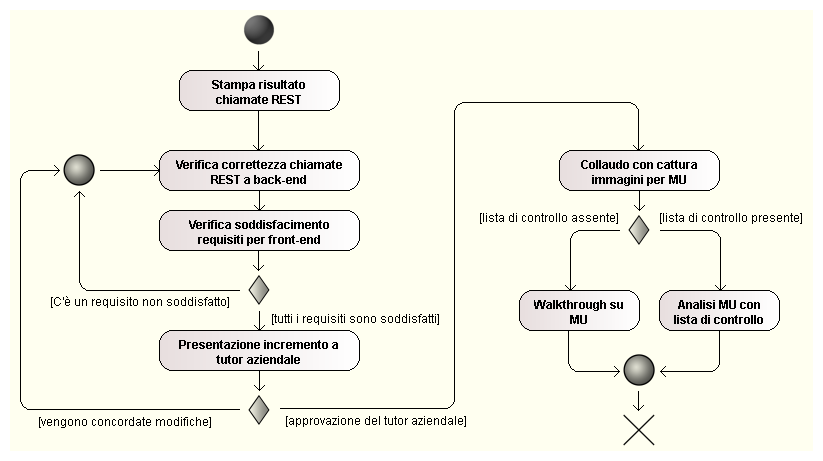 Stampa risultato
chiamate REST
Verifica correttezza chiamate
REST a back-end
Verifica soddisfacimento
requisiti per front-end
[C'è un requisito non soddisfatto]
[tutti i requisiti sono soddisfatti]
Presentazione incremento a
tutor aziendale
[vengono concordate modifiche]
[approvazione del tutor aziendale]
Collaudo con cattura
immagini per MU
[lista di controllo assente]
[lista di controllo presente]
Walkthrough su
MU
Analisi MU con
lista di controllo